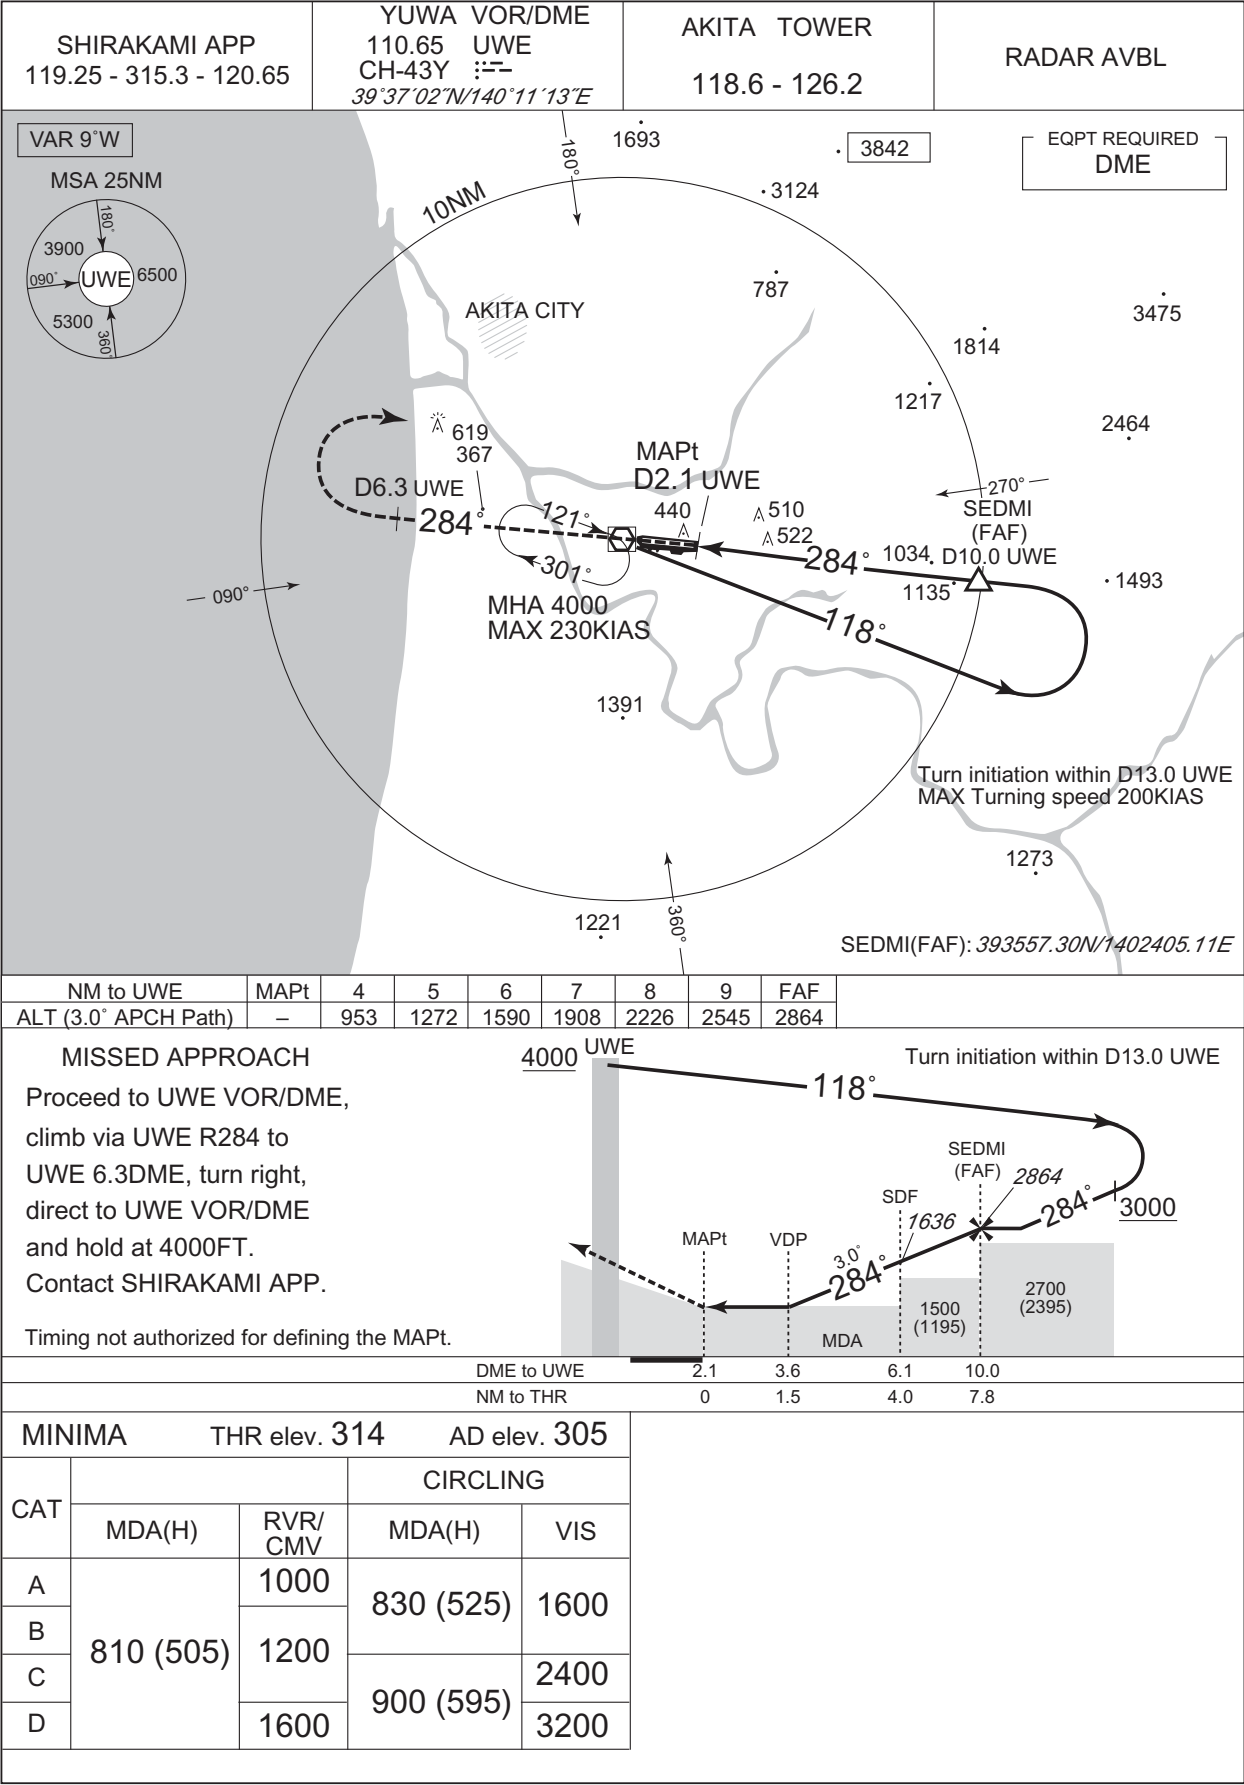 SHIRAKAMI APP
119.25 - 315.3 - 120.65
YUWA VOR/DME
110.65 UWE
CH-43Y
39°37´02˝N/140°11´13˝E
AKITA TOWER
118.6 - 126.2
RADAR AVBL
VAR 9˚W
MSA 25NM
180˚
3900
090˚
UWE
6500
5300
360˚
EQPT REQUIRED
DME
180˚
1693
3842
3124
10NM
787
AKITA CITY
3475
1814
1217
2464
619
367
MAPt
D2.1 UWE
D6.3 UWE
270˚
SEDMI
(FAF)
D10.0 UWE
284˚
121˚
440
510
522
284˚
1034
1135
1493
301˚
090˚
MHA 4000
MAX 230KIAS
118˚
1391
Turn initiation within D13.0 UWE
MAX Turning speed 200KIAS
1273
360˚
1221
SEDMI(FAF): 393557.30N/1402405.11E
NM to UWE MAPt 4 5 6 7 8 9 FAF
ALT (3.0˚ APCH Path) – 953 1272 1590 1908 2226 2545 2864
MISSED APPROACH
Proceed to UWE VOR/DME,
climb via UWE R284 to
UWE 6.3DME, turn right,
direct to UWE VOR/DME
and hold at 4000FT.
Contact SHIRAKAMI APP.
Timing not authorized for defining the MAPt.
4000 UWE
Turn initiation within D13.0 UWE
118˚
SEDMI
(FAF)
2864
SDF
1636
284˚
3000
MAPt
VDP
3.0˚
284˚
2700
(2395)
1500
(1195)
MDA
DME to UWE 2.1 3.6 6.1 10.0
NM to THR 0 1.5 4.0 7.8
MINIMA THR elev. 314 AD elev. 305
CAT
CIRCLING
MDA(H)
RVR/
CMV
MDA(H)
VIS
A
B
C
D
810 (505)
1000
1200
1600
830 (525)
900 (595)
1600
2400
3200